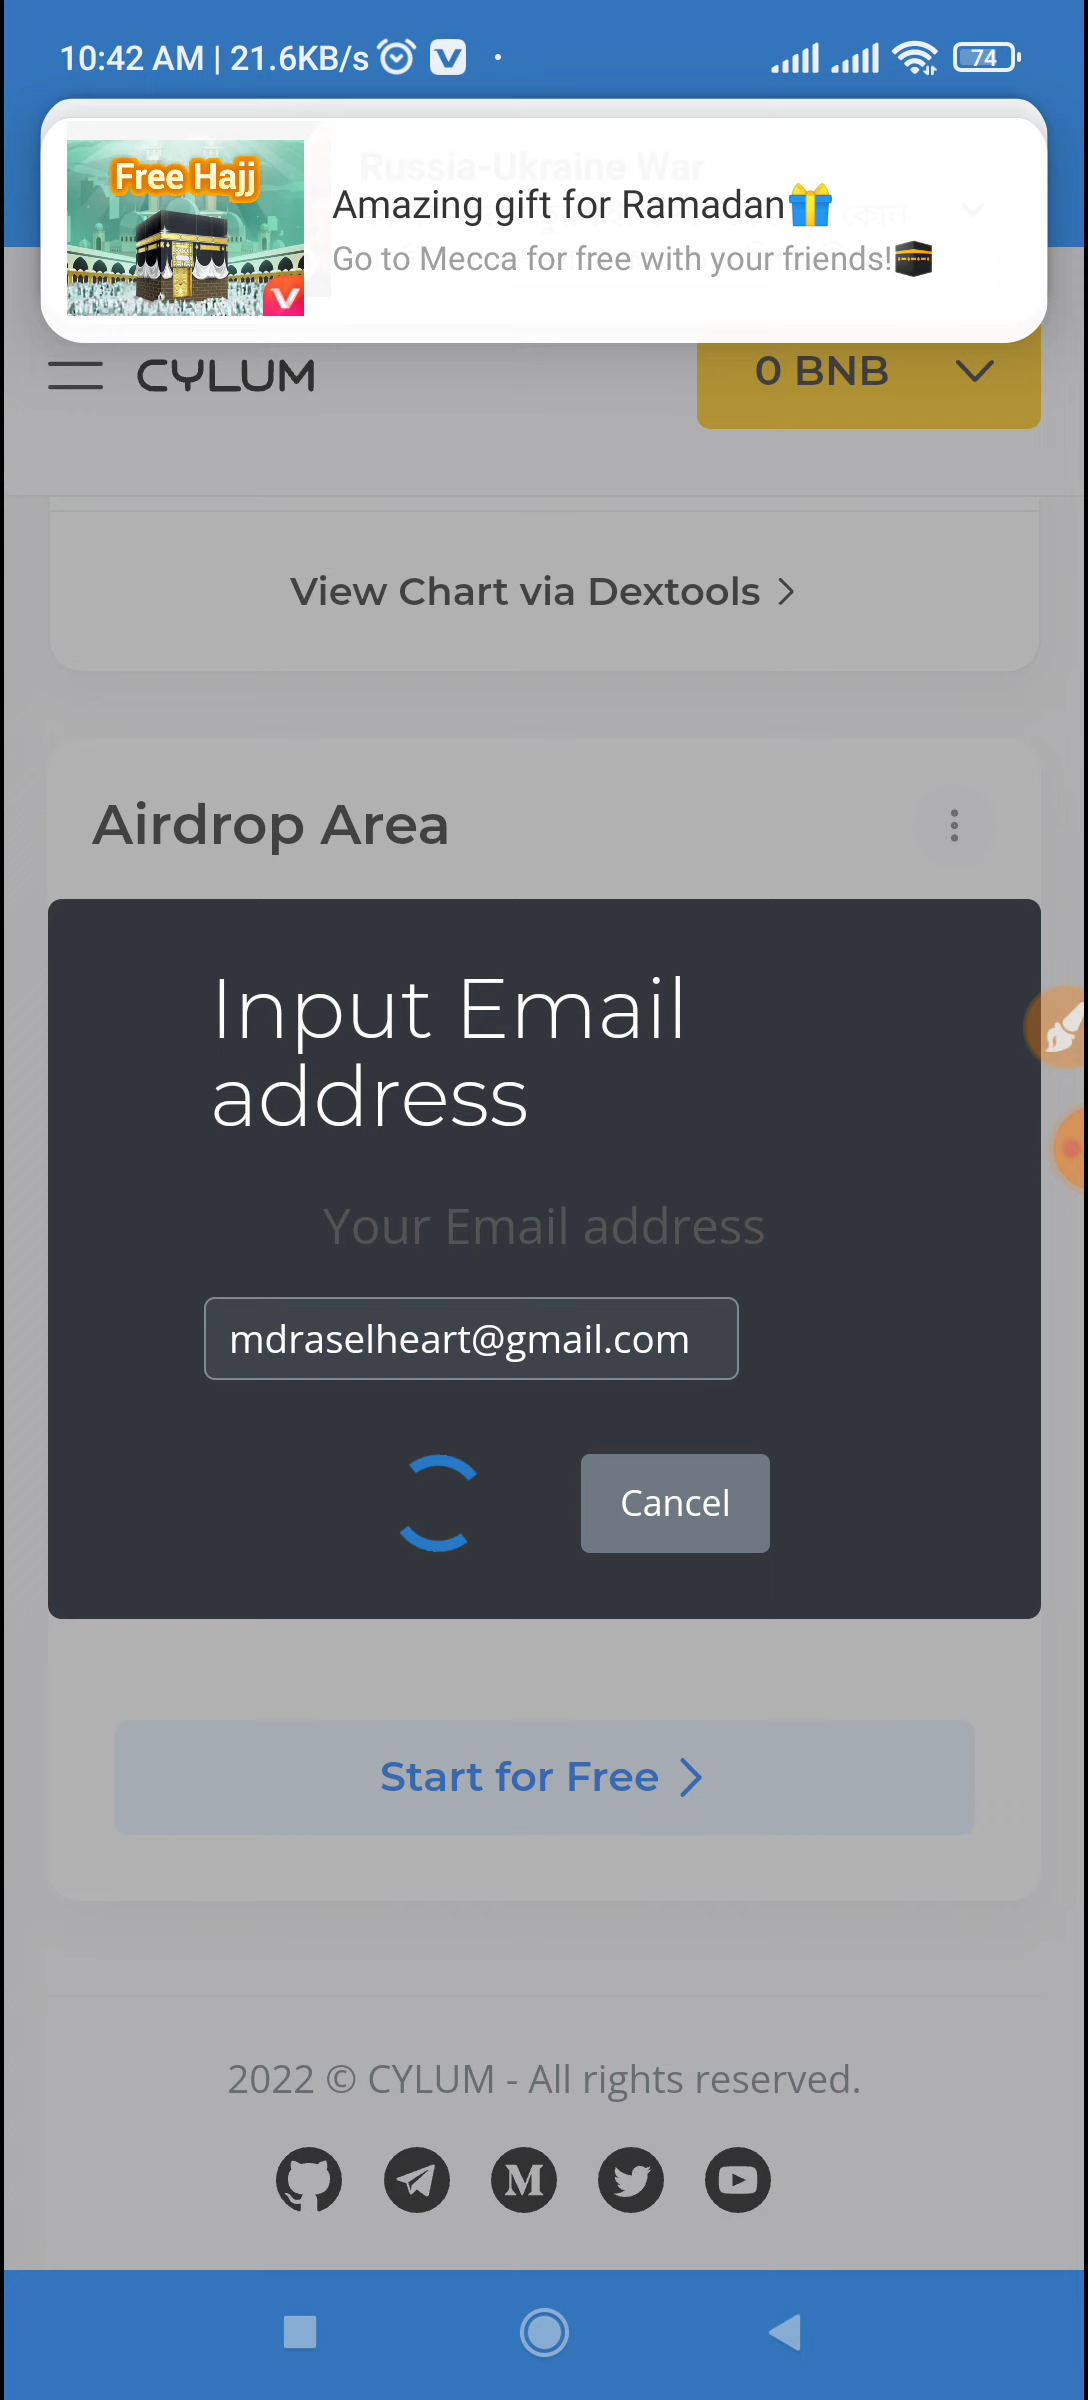 10:42 AM | 21.6KB/s
74
Free Hajj
Russia-Ukraine War
Amazing gift for Ramadan🎁
কোন
Go to Mecca for free with your friends!🕋
CYLUM
0 BNB
View Chart via Dextools
Airdrop Area
Input Email
address
Your Email address
mdraselheart@gmail.com
Cancel
Start for Free
2022 © CYLUM - All rights reserved.